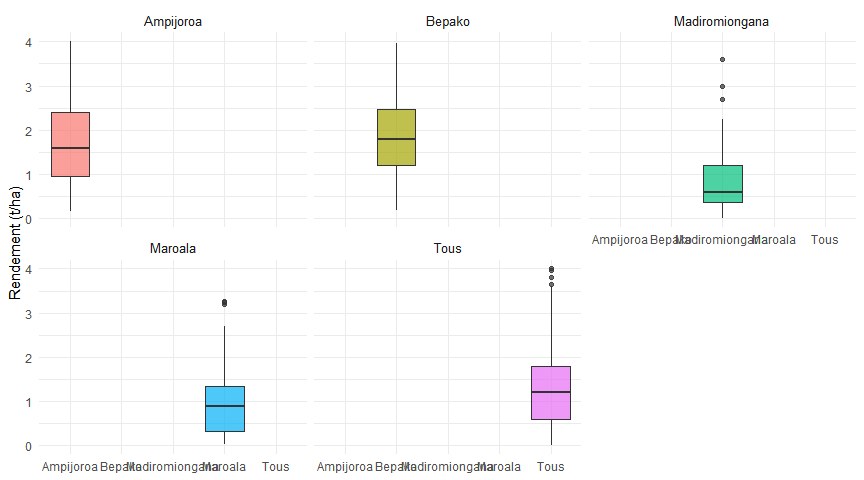 Ampijoroa Bepako Madiromiongana
4
3
2
1
0
Ampijoroa Bepako Madiromiongana Maroala Tous
Rendement (t/ha)
Maroala Tous
4
3
2
1
0
Ampijoroa Bepako Madiromiongana Maroala Tous Ampijoroa Bepako Madiromiongana Maroala Tous